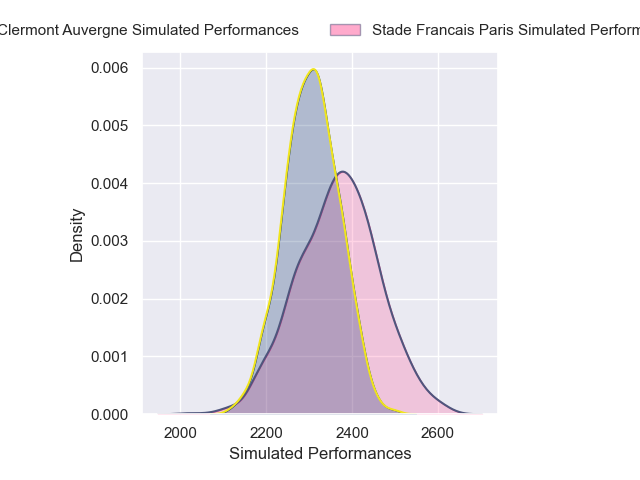 Clermont Auvergne Simulated Performances Stade Francais Paris Simulated Perform
0.006
0.005
0.004
0.003
0.002
0.001
0.000
Density
2000 2200 2400 2600
Simulated Performances